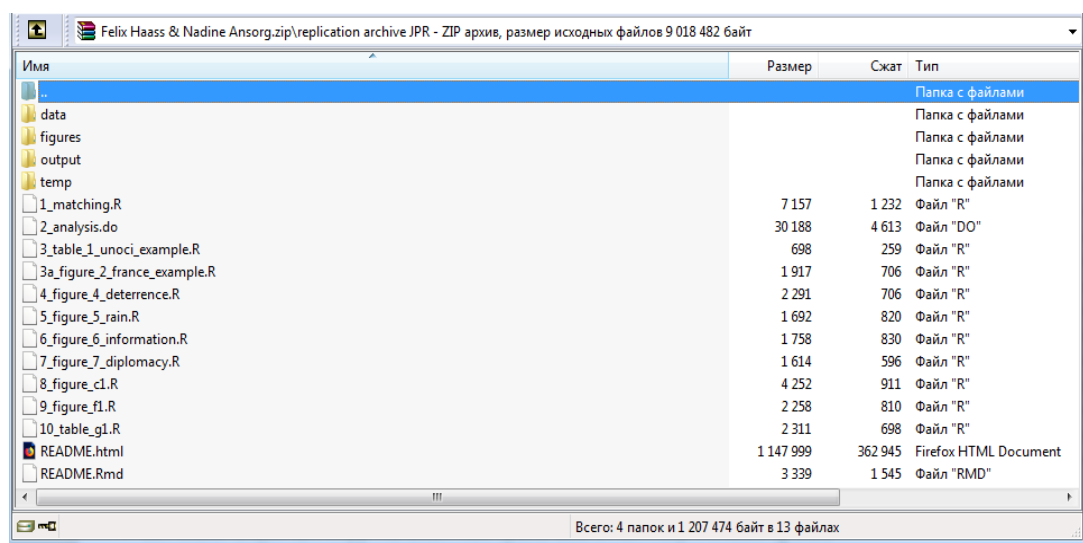 Felix Haass & Nadine Ansorg.zip\replication archive JPR - ZIP архив, размер исходных файлов 9 018 482 байт
Имя Размер Сжат Тип
.. Папка с файлами
data Папка с файлами
figures Папка с файлами
output Папка с файлами
temp Папка с файлами
1_matching.R 7 157 1 232 Файл "R"
2_analysis.do 30 188 4 613 Файл "DO"
3_table_1_unoci_example.R 698 259 Файл "R"
3a_figure_2_france_example.R 1 917 706 Файл "R"
4_figure_4_deterrence.R 2 291 706 Файл "R"
5_figure_5_rain.R 1 692 820 Файл "R"
6_figure_6_information.R 1 758 830 Файл "R"
7_figure_7_diplomacy.R 1 614 596 Файл "R"
8_figure_c1.R 4 252 911 Файл "R"
9_figure_f1.R 2 258 810 Файл "R"
10_table_g1.R 2 311 698 Файл "R"
README.html 1 147 999 362 945 Firefox HTML Document
README.Rmd 3 339 1 545 Файл "RMD"
Всего: 4 папок и 1 207 474 байт в 13 файлах